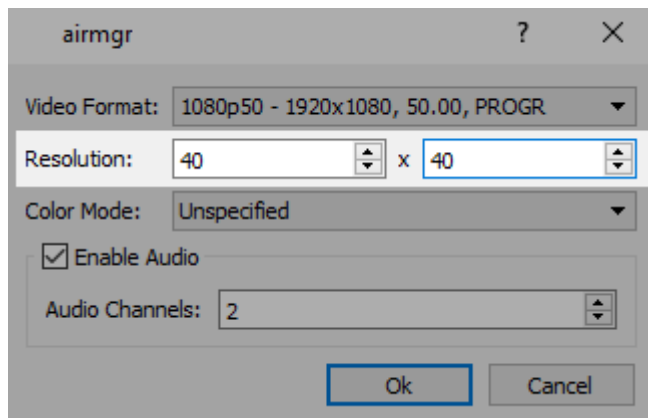 airmgr ?
Video Format: 1080p50 - 1920x1080, 50.00, PROGR
Resolution: 40 x 40
Color Mode: Unspecified
Enable Audio
Audio Channels: 2
Ok Cancel